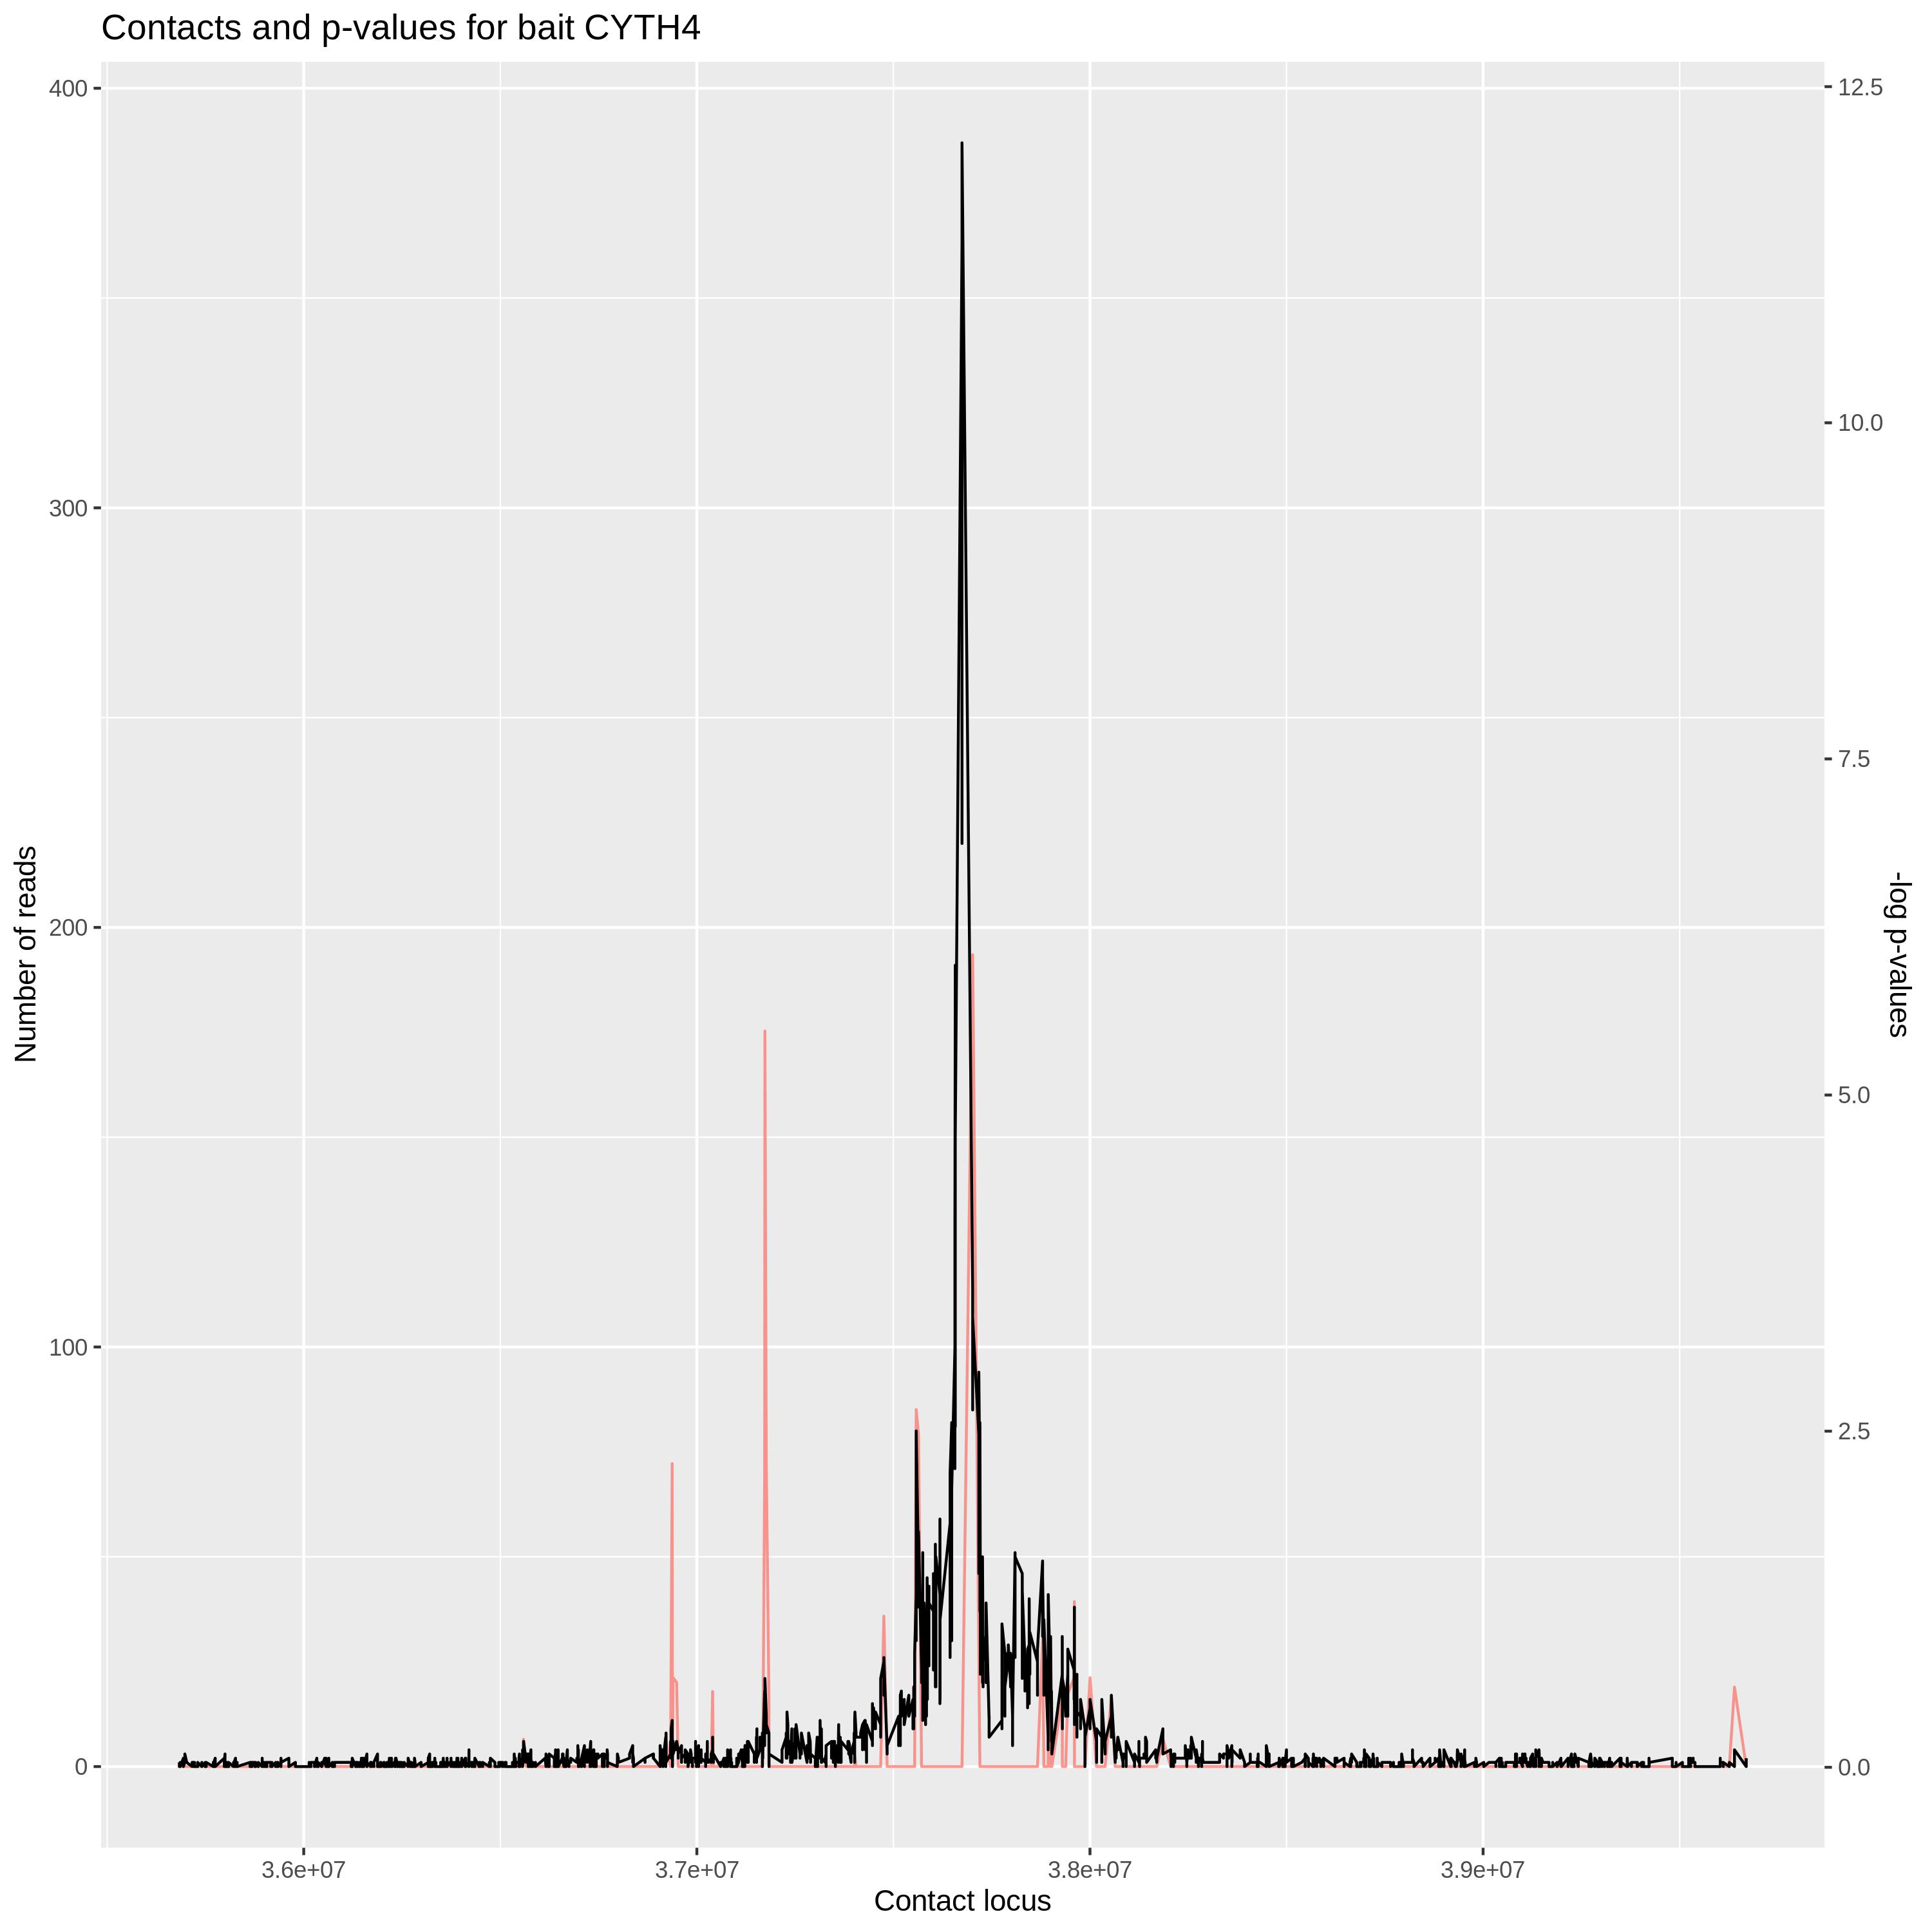 Contacts and p-values for bait CYTH4
400
300
200
100
0
12.5
10.0
7.5
5.0
2.5
0.0
Number of reads
-log p-values
3.6e+07
3.7e+07
3.8e+07
3.9e+07
Contact locus